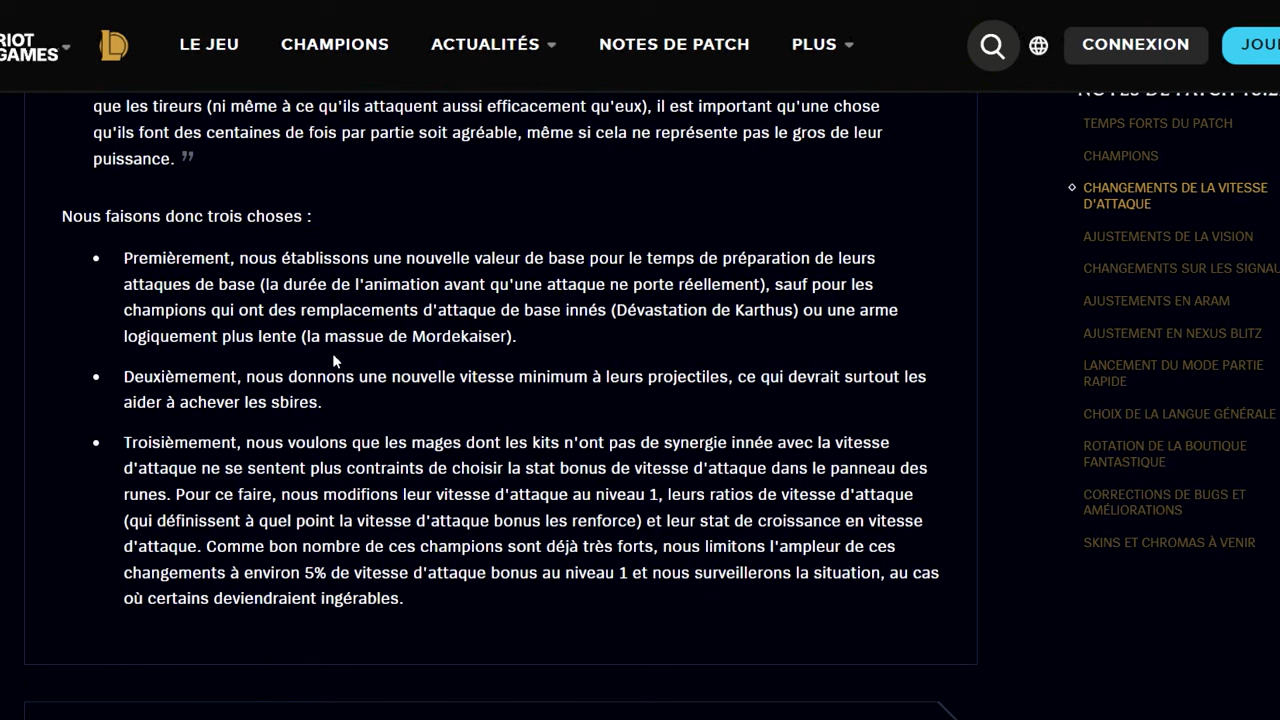 RIOT
GAMES
LE JEU
CHAMPIONS
ACTUALITÉS
NOTES DE PATCH
PLUS
CONNEXION
JOUE
que les tireurs (ni même à ce qu'ils attaquent aussi efficacement qu'eux), il est important qu'une chose
qu'ils font des centaines de fois par partie soit agréable, même si cela ne représente pas le gros de leur
puissance. ”
Nous faisons donc trois choses :
• Premièrement, nous établissons une nouvelle valeur de base pour le temps de préparation de leurs
attaques de base (la durée de l'animation avant qu'une attaque ne porte réellement), sauf pour les
champions qui ont des remplacements d'attaque de base innés (Dévastation de Karthus) ou une arme
logiquement plus lente (la massue de Mordekaiser).
• Deuxièmement, nous donnons une nouvelle vitesse minimum à leurs projectiles, ce qui devrait surtout les
aider à achever les sbires.
• Troisièmement, nous voulons que les mages dont les kits n'ont pas de synergie innée avec la vitesse
d'attaque ne se sentent plus contraints de choisir la stat bonus de vitesse d'attaque dans le panneau des
runes. Pour ce faire, nous modifions leur vitesse d'attaque au niveau 1, leurs ratios de vitesse d'attaque
(qui définissent à quel point la vitesse d'attaque bonus les renforce) et leur stat de croissance en vitesse
d'attaque. Comme bon nombre de ces champions sont déjà très forts, nous limitons l'ampleur de ces
changements à environ 5% de vitesse d'attaque bonus au niveau 1 et nous surveillerons la situation, au cas
où certains deviendraient ingérables.
NOTES DE PATCH
TEMPS FORTS DU PATCH
CHAMPIONS
CHANGEMENTS DE LA VITESSE
D'ATTAQUE
AJUSTEMENTS DE LA VISION
CHANGEMENTS SUR LES SIGNAU
AJUSTEMENTS EN ARAM
AJUSTEMENT EN NEXUS BLITZ
LANCEMENT DU MODE PARTIE
RAPIDE
CHOIX DE LA LANGUE GÉNÉRALE
ROTATION DE LA BOUTIQUE
FANTASTIQUE
CORRECTIONS DE BUGS ET
AMÉLIORATIONS
SKINS ET CHROMAS À VENIR